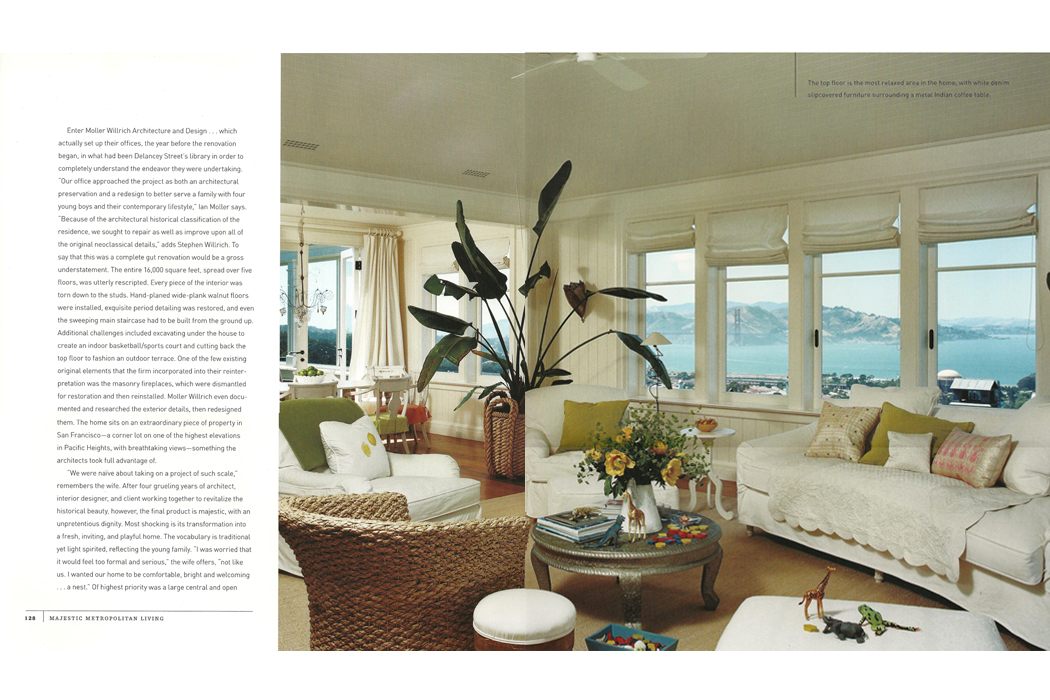 Enter Moller Willrich Architecture and Design . . . which
actually set up their offices, the year before the renovation
began, in what had been Delancey Street's library in order to
completely understand the endeavor they were undertaking.
"Our office approached the project as both an architectural
preservation and a redesign to better serve a family with four
young boys and their contemporary lifestyle," Ian Moller says.
"Because of the architectural historical classification of the
residence, we sought to repair as well as improve upon all of
the original neoclassical details," adds Stephen Willrich. To
say that this was a complete gut renovation would be a gross
understatement. The entire 16,000 square feet, spread over five
floors, was utterly rescripted. Every piece of the interior was
torn down to the studs. Hand-planed wide-plank walnut floors
were installed, exquisite period detailing was restored, and even
the sweeping main staircase had to be built from the ground up.
Additional challenges included excavating under the house to
create an indoor basketball/sports court and cutting back the
top floor to fashion an outdoor terrace. One of the few existing
original elements that the firm incorporated into their reinter-
pretation was the masonry fireplaces, which were dismantled
for restoration and then reinstalled. Moller Willrich even docu-
mented and researched the exterior details, then redesigned
them. The home sits on an extraordinary piece of property in
San Francisco—a corner lot on one of the highest elevations
in Pacific Heights, with breathtaking views—something the
architects took full advantage of.
"We were naive about taking on a project of such scale,"
remembers the wife. After four grueling years of architect,
interior designer, and client working together to revitalize the
historical beauty, however, the final product is majestic, with an
unpretentious dignity. Most shocking is its transformation into
a fresh, inviting, and playful home. The vocabulary is traditional
yet light spirited, reflecting the young family. "I was worried that
it would feel too formal and serious," the wife offers, "not like
us. I wanted our home to be comfortable, bright and welcoming
. . . a nest." Of highest priority was a large central and open
128 MAJESTIC METROPOLITAN LIVING
The top floor is the most relaxed area in the home, with white denim
slipcovered furniture surrounding a metal Indian coffee table.